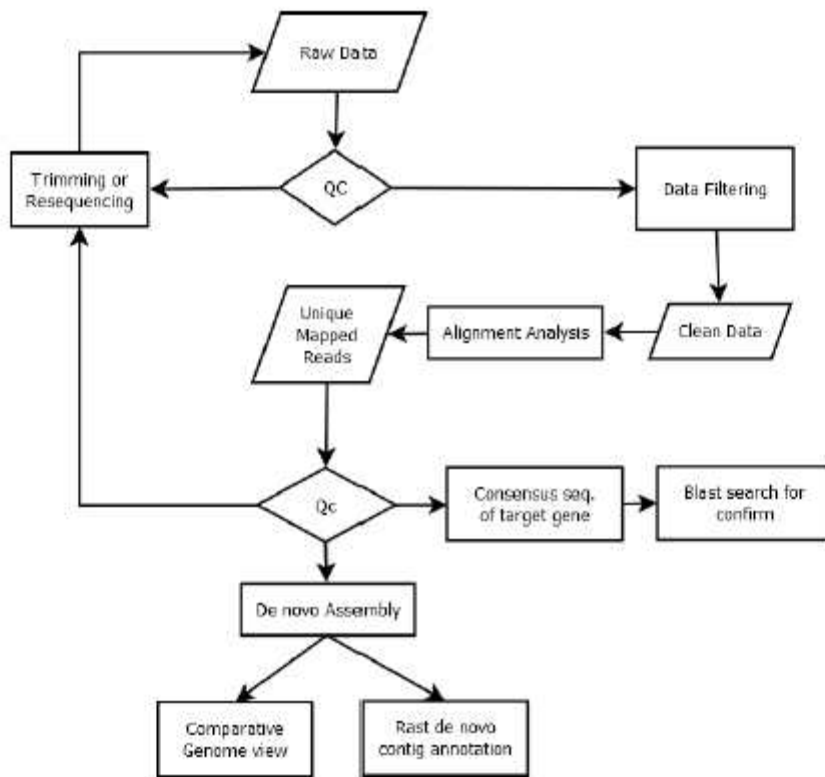 Raw Data
Trimming or
Resequencing
QC
Data Filtering
Unique
Mapped
Reads
Alignment Analysis
Clean Data
Qc
Consensus seq.
of target gene
Blast search for
confirm
De novo Assembly
Comparative
Genome view
Rast de novo
contig annotation